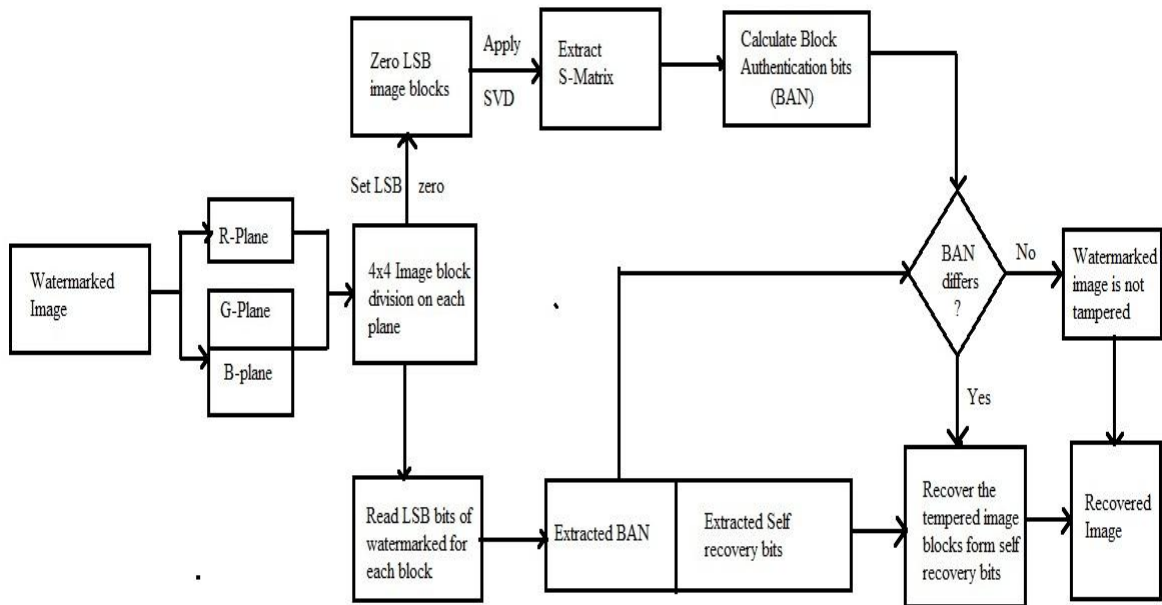 Watermarked
Image
R-Plane
G-Plane
B-plane
4x4 Image block
division on each
plane
Set LSB zero
Zero LSB
image blocks
Apply
SVD
Extract
S-Matrix
Calculate Block
Authentication bits
(BAN)
BAN
differs
?
No
Watermarked
image is not
tampered
Yes
Read LSB bits of
watermarked for
each block
Extracted BAN
Extracted Self
recovery bits
Recover the
tempered image
blocks form self
recovery bits
Recovered
Image